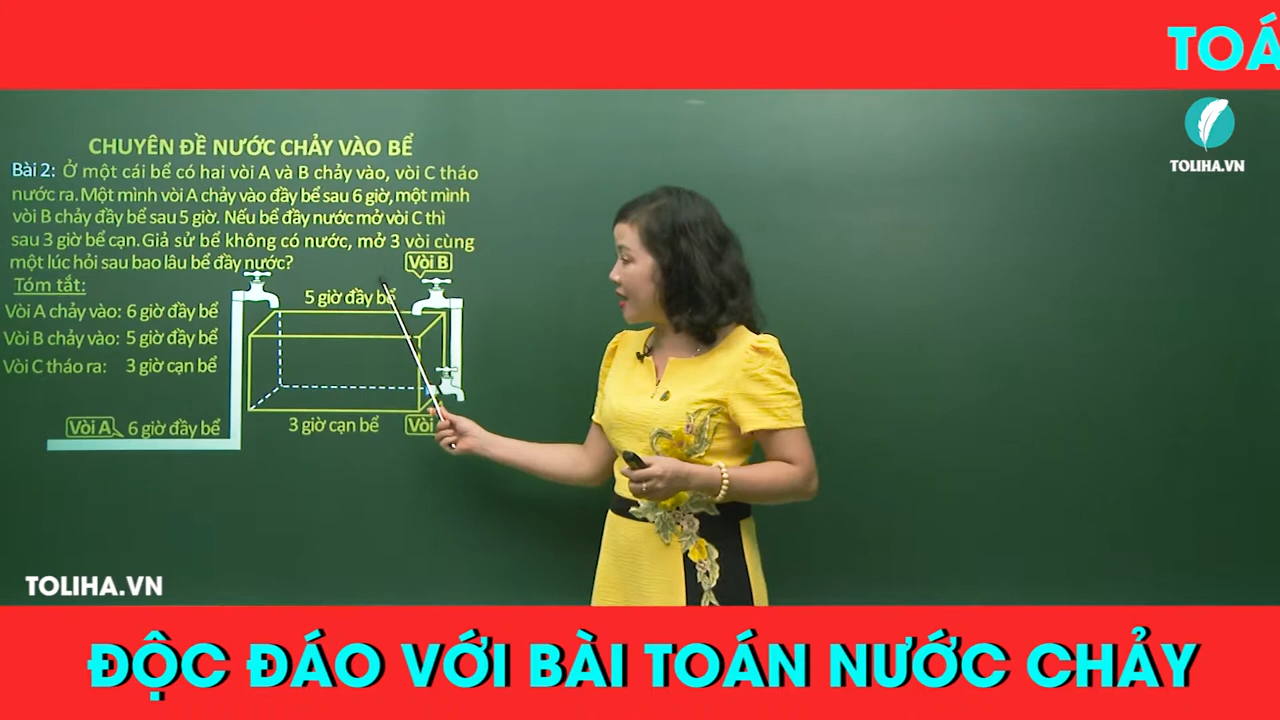 TOÁ
TOLIHA.VN
CHUYÊN ĐỀ NƯỚC CHẢY VÀO BỂ
Bài 2: Ở một cái bể có hai vòi A và B chảy vào, vòi C tháo
nước ra. Một mình vòi A chảy vào đầy bể sau 6 giờ, một mình
vòi B chảy đầy bể sau 5 giờ. Nếu bể đầy nước mở vòi C thì
sau 3 giờ bể cạn. Giả sử bể không có nước, mở 3 vòi cùng
một lúc hỏi sau bao lâu bể đầy nước?
Vòi B
Tóm tắt:
5 giờ đầy bể
Vòi A chảy vào: 6 giờ đầy bể
Vòi B chảy vào: 5 giờ đầy bể
Vòi C tháo ra: 3 giờ cạn bể
Vòi A 6 giờ đầy bể
3 giờ cạn bể
Vòi
TOLIHA.VN
ĐỘC ĐÁO VỚI BÀI TOÁN NƯỚC CHẢY